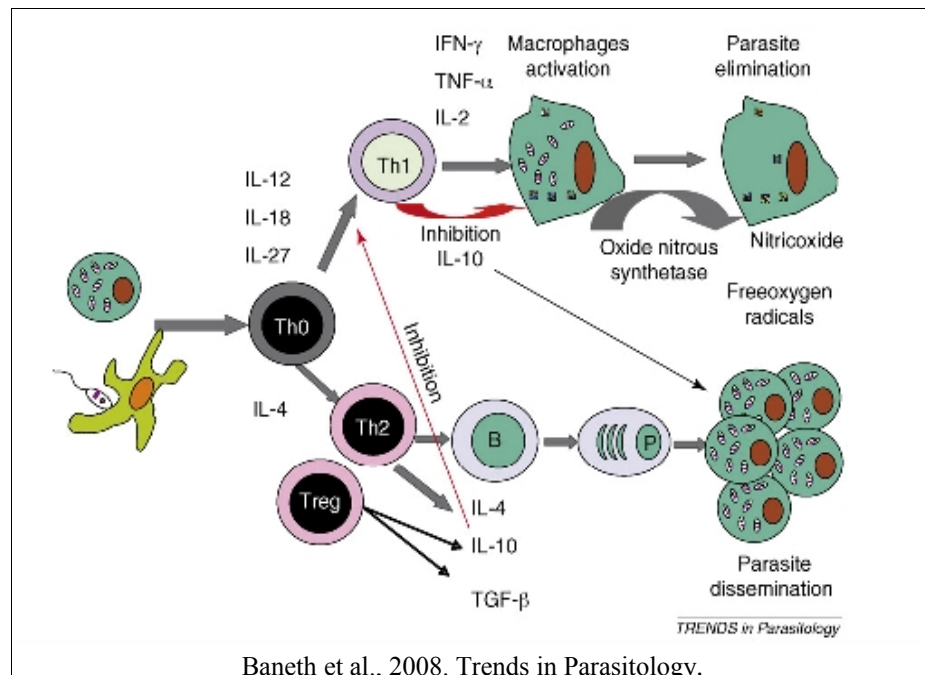 IFN-γ
TNF-α
IL-2
Macrophages
activation
Parasite
elimination
Th1
IL-12
IL-18
IL-27
Inhibition
IL-10
Oxide nitrous
synthetase
Nitricoxide
Freeoxygen
radicals
Th0
Inhibition
IL-4
Th2
B
P
Treg
IL-4
IL-10
TGF-β
Parasite
dissemination
TRENDS in Parasitology
Baneth et al., 2008. Trends in Parasitology.